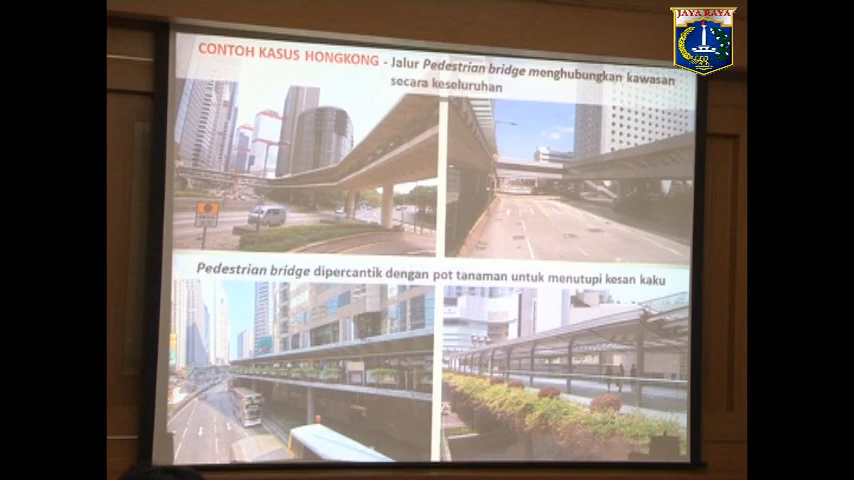 JAYA RAYA
CONTOH KASUS HONGKONG - Jalur Pedestrian bridge menghubungkan kawasan
secara keseluruhan
Pedestrian bridge dipercantik dengan pot tanaman untuk menutupi kesan kaku